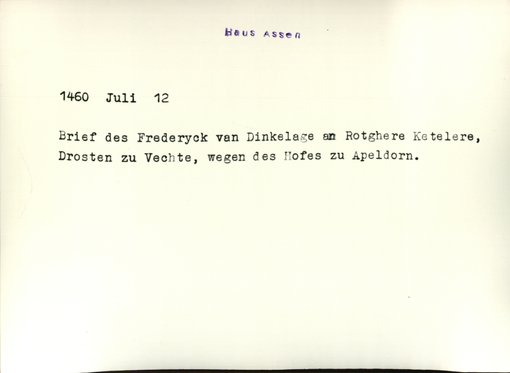 Haus Assen
1460 Juli 12
Brief des Frederyck van Dinkelage an Rotghere Ketelere,
Drosten zu Vechte, wegen des Hofes zu Apeldorn.